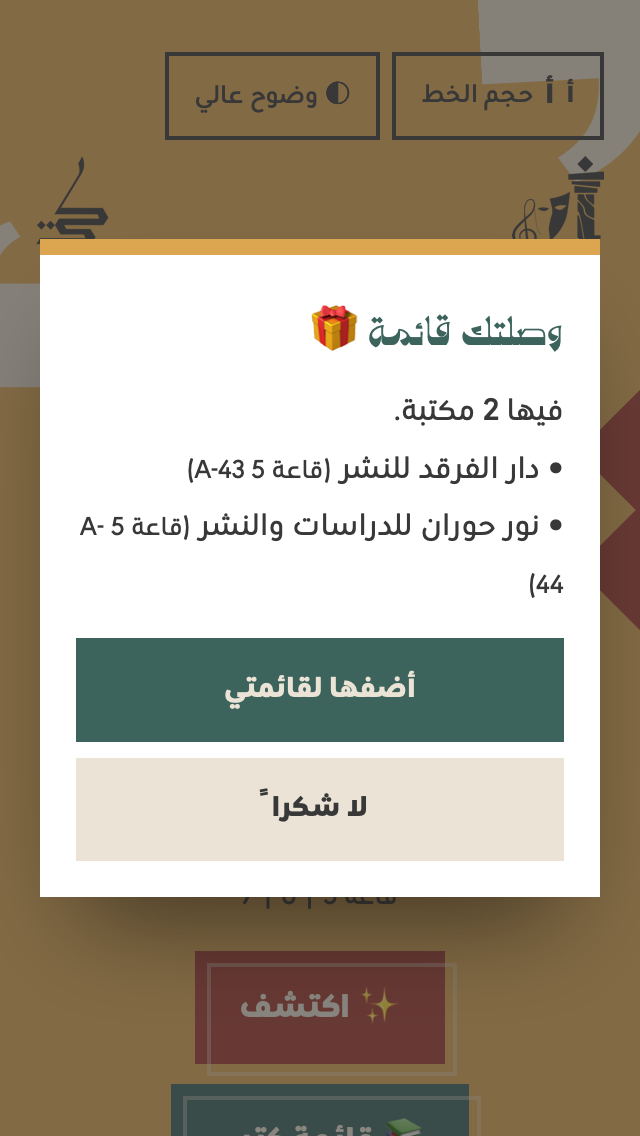 أ أ حجم الخط
وضوح عالي
وصلتك قائمة 🎁
فيها 2 مكتبة.
• دار الفرقد للنشر (قاعة 5 A-43)
• نور حوران للدراسات والنشر (قاعة 5 A-
44)
أضفها لقائمتي
لا شكراً
✨ اكتشف